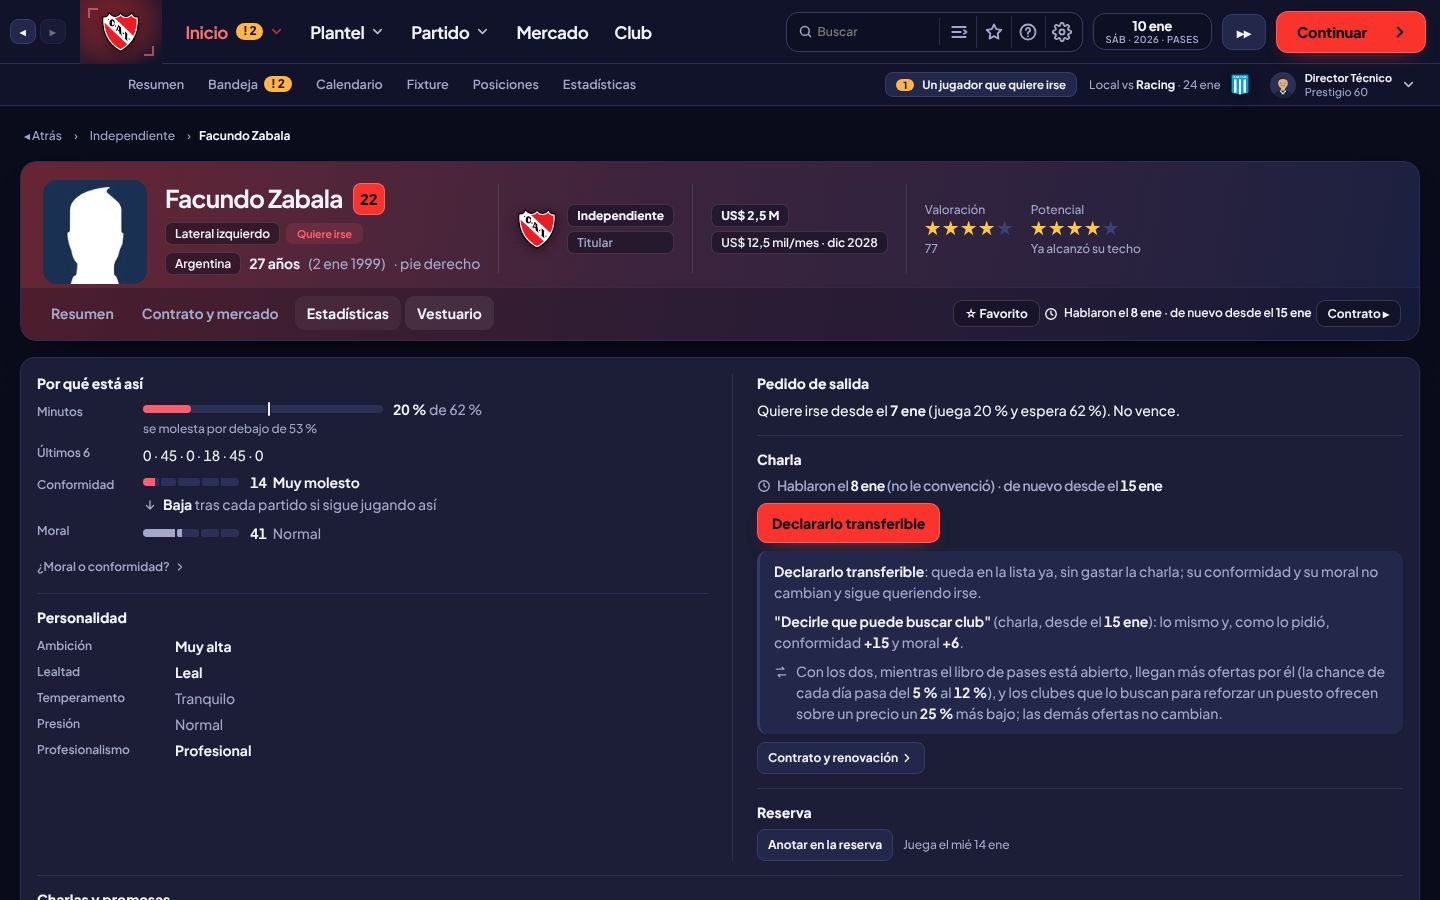 Inicio !2 Plantel Partido Mercado Club
Buscar
10 ene
SÁB · 2026 · PASES
Continuar
Resumen Bandeja !2 Calendario Fixture Posiciones Estadísticas
1 Un jugador que quiere irse
Local vs Racing · 24 ene
Director Técnico
Prestigio 60
◂ Atrás › Independiente › Facundo Zabala
Facundo Zabala 22
Lateral izquierdo Quiere irse
Argentina 27 años (2 ene 1999) · pie derecho
Independiente
Titular
US$ 2,5 M
US$ 12,5 mil/mes · dic 2028
Valoración
77
Potencial
Ya alcanzó su techo
Resumen Contrato y mercado Estadísticas Vestuario
☆ Favorito
Hablaron el 8 ene · de nuevo desde el 15 ene
Contrato ▸
Por qué está así
Minutos 20 % de 62 %
se molesta por debajo de 53 %
Últimos 6 0 · 45 · 0 · 18 · 45 · 0
Conformidad 14 Muy molesto
↓ Baja tras cada partido si sigue jugando así
Moral 41 Normal
¿Moral o conformidad? ›
Personalidad
Ambición Muy alta
Lealtad Leal
Temperamento Tranquilo
Presión Normal
Profesionalismo Profesional
Pedido de salida
Quiere irse desde el 7 ene (juega 20 % y espera 62 %). No vence.
Charla
Hablaron el 8 ene (no le convenció) · de nuevo desde el 15 ene
Declararlo transferible
Declararlo transferible: queda en la lista ya, sin gastar la charla; su conformidad y su moral no
cambian y sigue queriendo irse.
"Decirle que puede buscar club" (charla, desde el 15 ene): lo mismo y, como lo pidió,
conformidad +15 y moral +6.
Con los dos, mientras el libro de pases está abierto, llegan más ofertas por él (la chance de
cada día pasa del 5 % al 12 %), y los clubes que lo buscan para reforzar un puesto ofrecen
sobre un precio un 25 % más bajo; las demás ofertas no cambian.
Contrato y renovación ›
Reserva
Anotar en la reserva Juega el mié 14 ene
Charlas y promesas